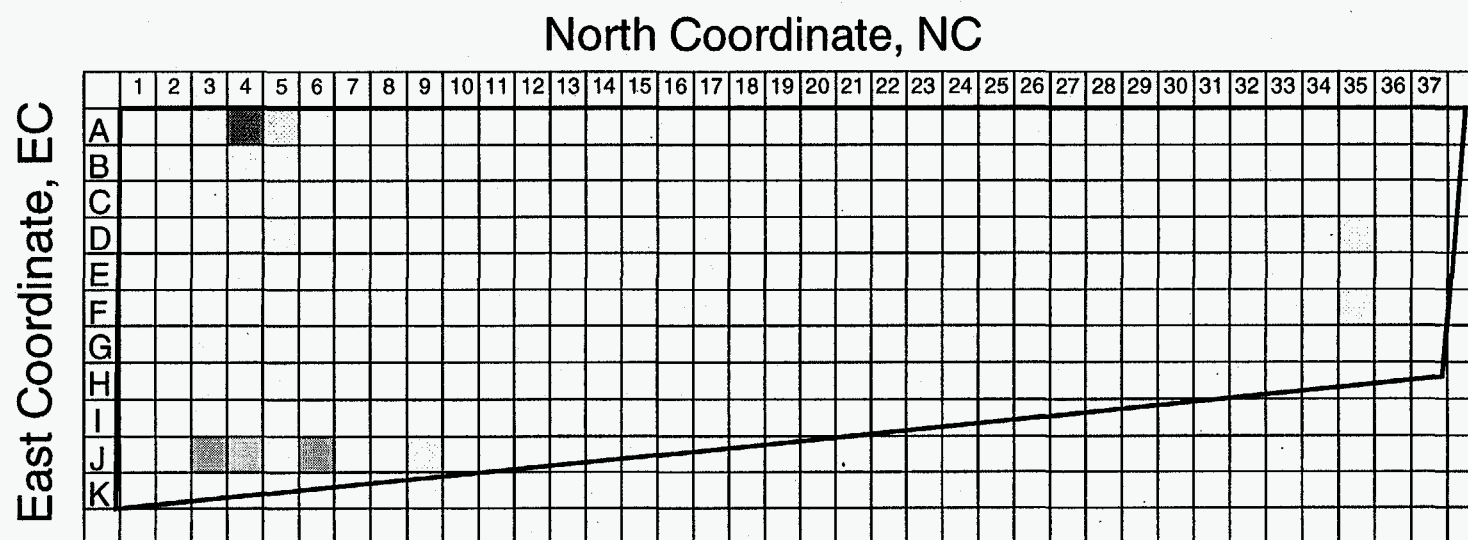 North Coordinate, NC
1 2 3 4 5 6 7 8 9 10 11 12 13 14 15 16 17 18 19 20 21 22 23 24 25 26 27 28 29 30 31 32 33 34 35 36 37
East Coordinate, EC
A
B
C
D
E
F
G
H
I
J
K